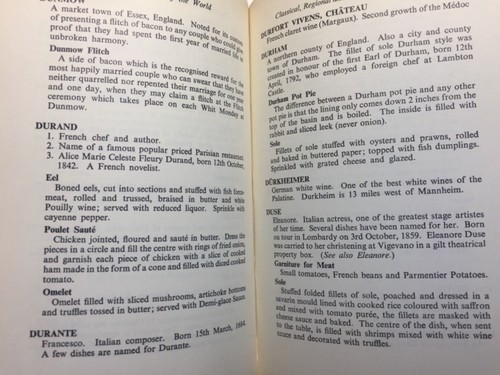 the World
DUNMOW
A market town of Essex, England. Noted for its custom
of presenting a flitch of bacon to any couple who could give
proof that they had spent the first year of married life in
unbroken harmony.
Dunmow Flitch
A side of bacon which is the recognised reward for the
most happily married couple who can swear that they have
neither quarrelled nor repented their marriage for one year
and one day, when they may claim a flitch at the Flitch
ceremony which takes place on each Whit Monday at
Dunmow.
DURAND
1. French chef and author.
2. Name of a famous popular priced Parisian restaurant.
3. Alice Marie Celeste Fleury Durand, born 12th October,
1842. A French novelist.
Eel
Boned eels, cut into sections and stuffed with fish force-
meat, rolled and trussed, braised in butter and white
Pouilly wine; served with reduced liquor. Sprinkle with
cayenne pepper.
Poulet Sauté
Chicken jointed, floured and sauté in butter. Dress the
pieces in a circle and fill the centre with rings of fried onion,
and garnish each piece of chicken with a slice of cooked
ham made in the form of a cone and filled with diced cooked
tomato.
Omelet
Omelet filled with sliced mushrooms, artichoke bottoms
and truffles tossed in butter; served with Demi-glace Sauce.
DURANTE
Francesco. Italian composer. Born 15th March, 1684.
A few dishes are named for Durante.
Classical, Regional
DURFORT VIVENS, CHÂTEAU
French claret wine (Margaux). Second growth of the Médoc
DURHAM
A northern county of England. Also a city and county
town of Durham. The fillet of sole Durham style was
created in honour of the first Earl of Durham, born 12th
April, 1792, who employed a foreign chef at Lambton
Castle.
Durham Pot Pie
The difference between a Durham pot pie and any other
pot pie is that the lining only comes down 2 inches from the
top of the basin and is boiled. The inside is filled with
rabbit and sliced leek (never onion).
Sole
Fillets of sole stuffed with oysters and prawns, rolled
and baked in buttered paper; topped with fish dumplings.
Sprinkled with grated cheese and glazed.
DÜRKHEIMER
German white wine. One of the best white wines of the
Palatine. Durkheim is 13 miles west of Mannheim.
DUSE
Eleanore. Italian actress, one of the greatest stage artistes
of her time. Several dishes have been named for her. Born
on tour in Lombardy on 3rd October, 1859. Eleanore Duse
was carried to her christening at Vigevano in a gilt theatrical
property box. (See also Eleanore.)
Garniture for Meat
Small tomatoes, French beans and Parmentier Potatoes.
Sole
Stuffed folded fillets of sole, poached and dressed in a
savarin mould lined with cooked rice coloured with saffron
and mixed with tomato purée, the fillets are masked with
cheese sauce and baked. The centre of the dish, when sent
to the table, is filled with shrimps mixed with white wine
sauce and decorated with truffles.